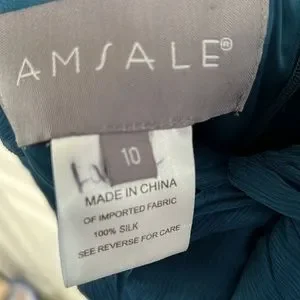 AMSALE®
10
MADE IN CHINA
OF IMPORTED FABRIC
100% SILK
SEE REVERSE FOR CARE